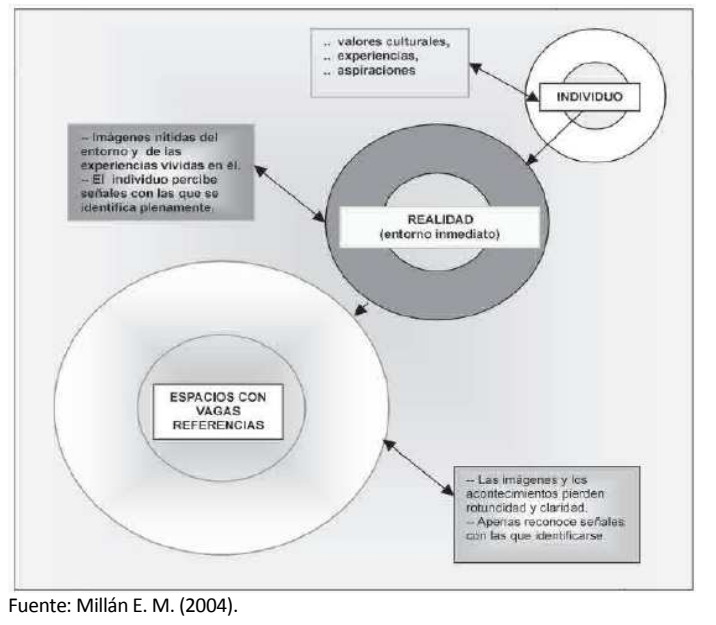 .. valores culturales,
.. experiencias,
.. aspiraciones
INDIVIDUO
-- Imágenes nítidas del
entorno y de las
experiencias vividas en él.
-- El individuo percibe
señales con las que se
identifica plenamente.
REALIDAD
(entorno inmediato)
ESPACIOS CON
VAGAS
REFERENCIAS
-- Las imágenes y los
acontecimientos pierden
rotundidad y claridad.
-- Apenas reconoce señales
con las que identificarse.
Fuente: Millán E. M. (2004).